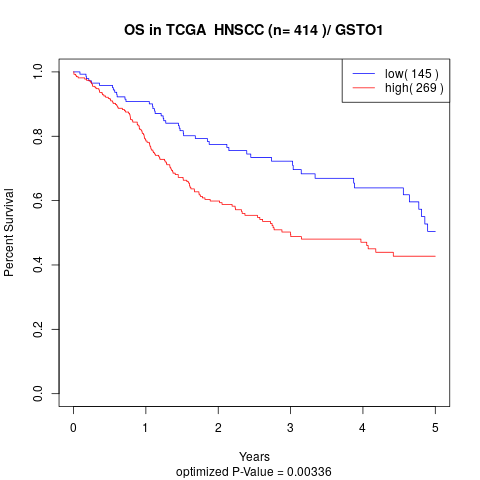 OS in TCGA  HNSCC (n= 414 )/ GSTO1
low( 145 )
high( 269 )
Percent Survival
1.0
0.8
0.6
0.4
0.2
0.0
0 1 2 3 4 5
Years
optimized P-Value = 0.00336